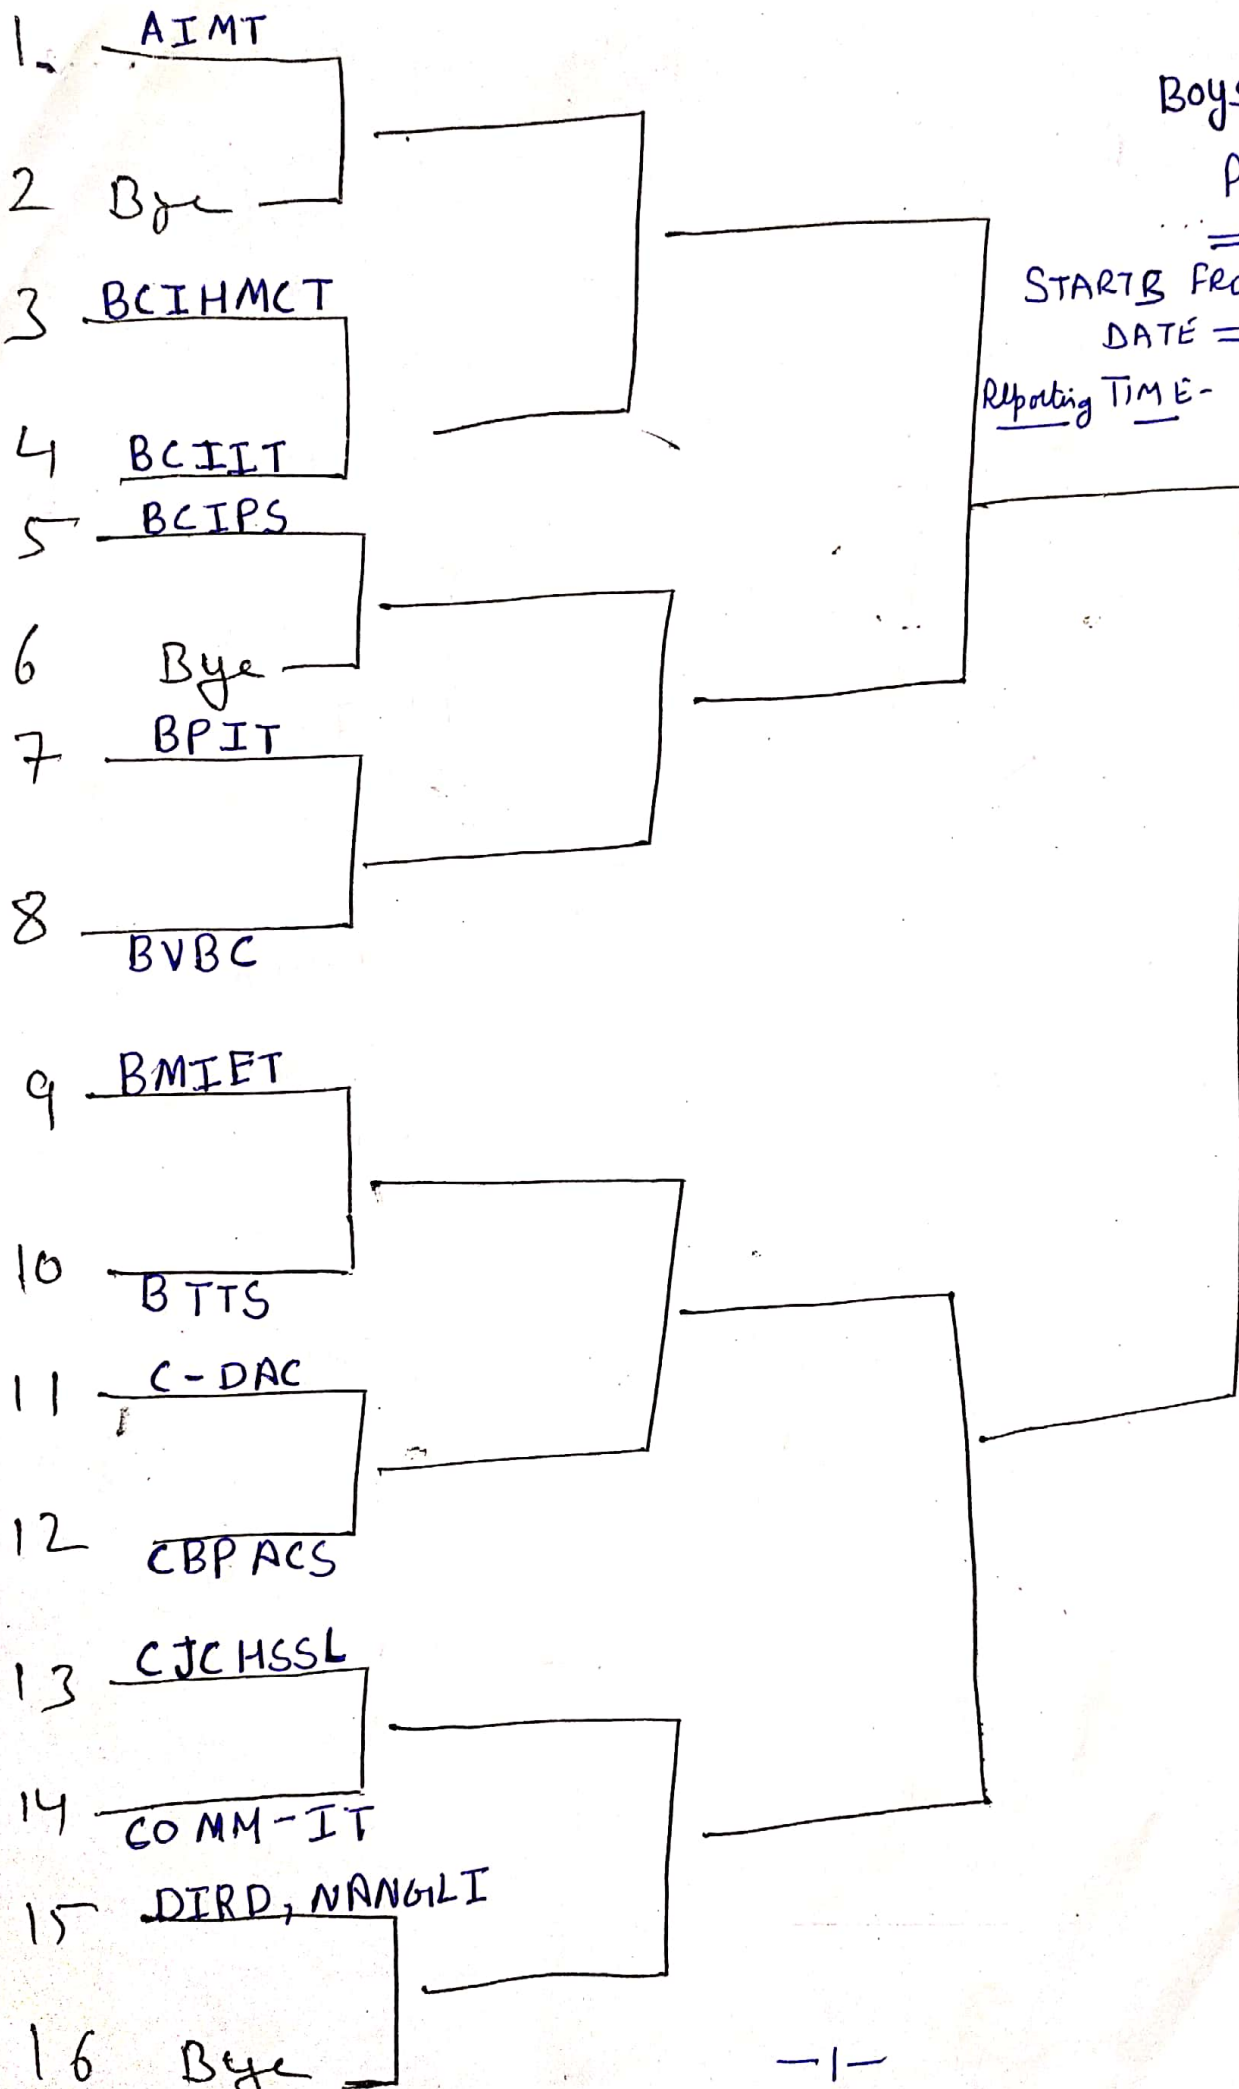 1. AIMT
Boys
P
2 Bye
=
3 BCIHMCT
STARTB FRO
DATE =
Reporting TIME-
4 BCIIT
5 BCIPS
6 Bye
7 BPIT
8 BVBC
9 BMIET
10 BTTS
11 C-DAC
12 CBPACS
13 CJCHSSL
14 COMM-IT
15 DIRD, NANGLI
16 Bye
-1-